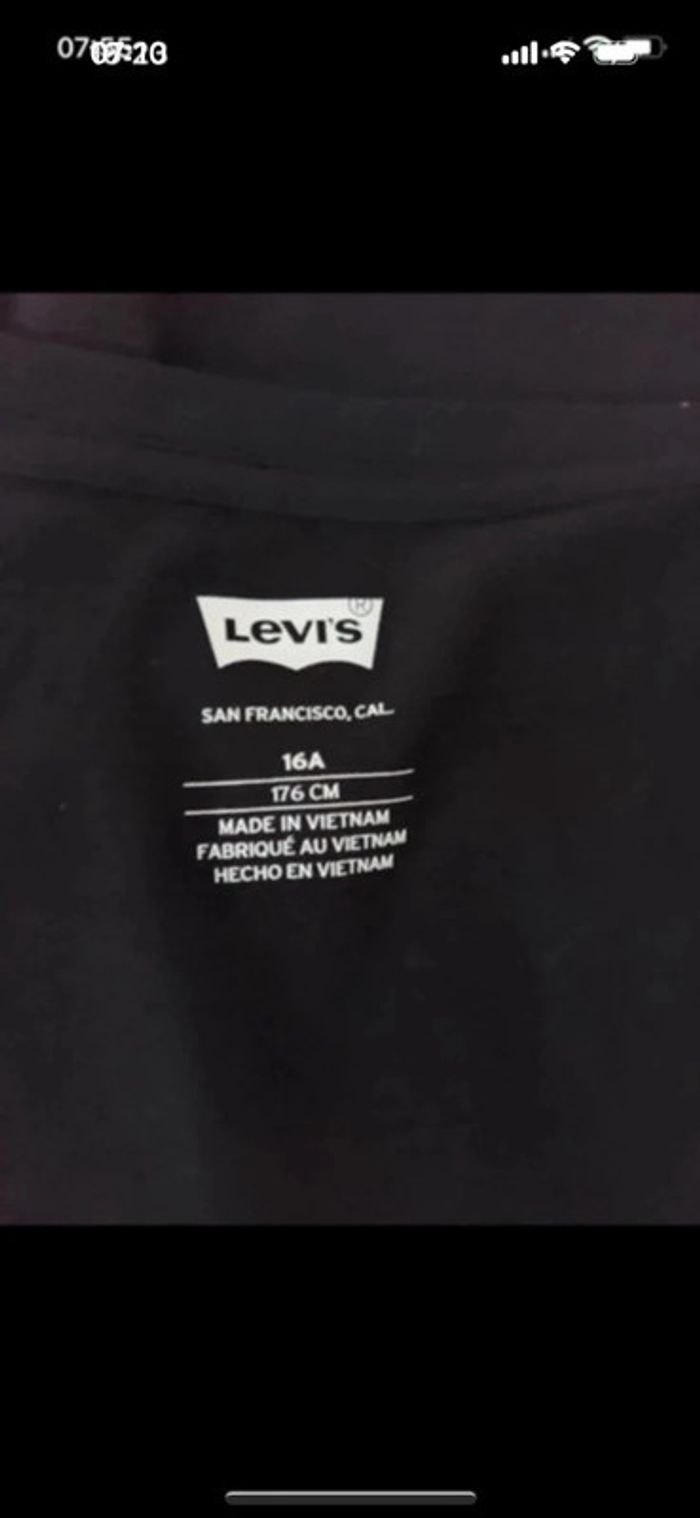 LEVI'S ®
SAN FRANCISCO, CAL.
16A
176 CM
MADE IN VIETNAM
FABRIQUÉ AU VIETNAM
HECHO EN VIETNAM